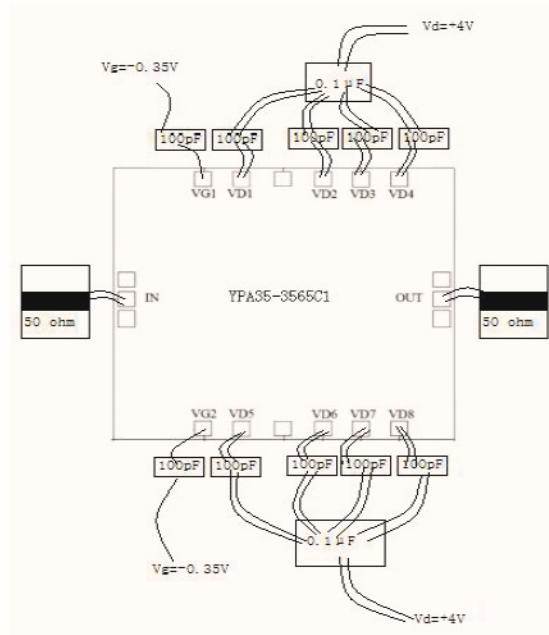 Vd=+4V
Vg=-0.35V
0.1μF
100pF 100pF 100pF 100pF 100pF
VG1 VD1 VD2 VD3 VD4
IN YPA35-3565C1 OUT
50 ohm 50 ohm
VG2 VD5 VD6 VD7 VD8
100pF 100pF 100pF 100pF 100pF
0.1μF
Vg=-0.35V
Vd=+4V